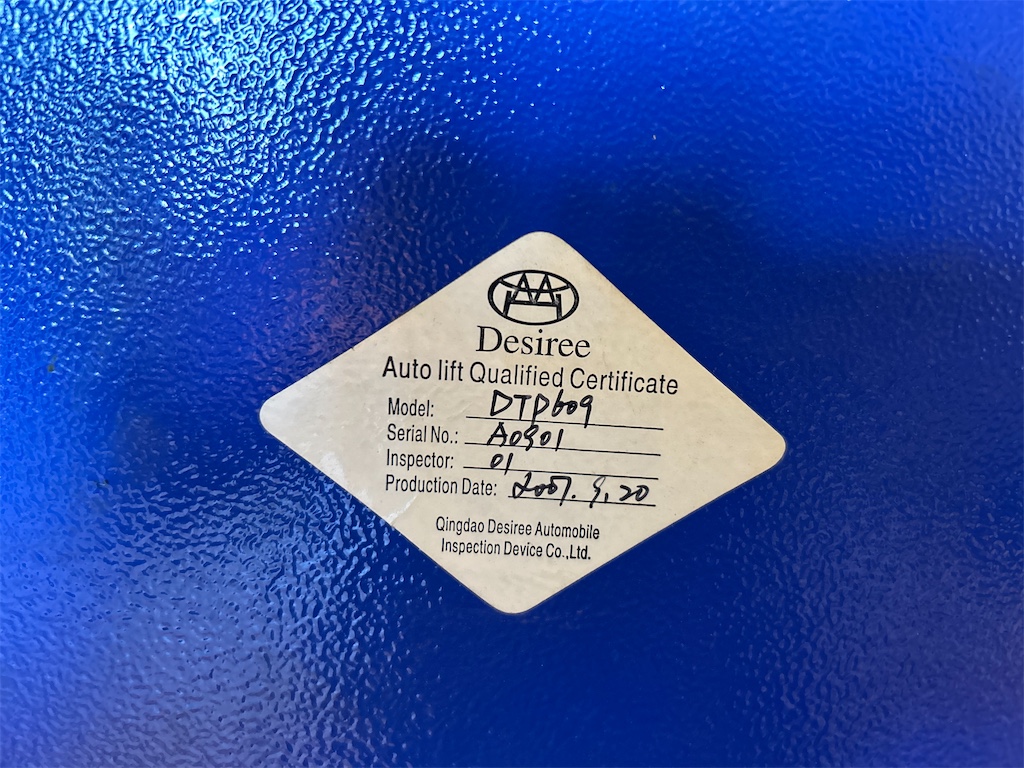 Desiree
Auto lift Qualified Certificate
Model: DTP609
Serial No.: A0901
Inspector: 01
Production Date: 2007.9.20
Qingdao Desiree Automobile
Inspection Device Co.,Ltd.